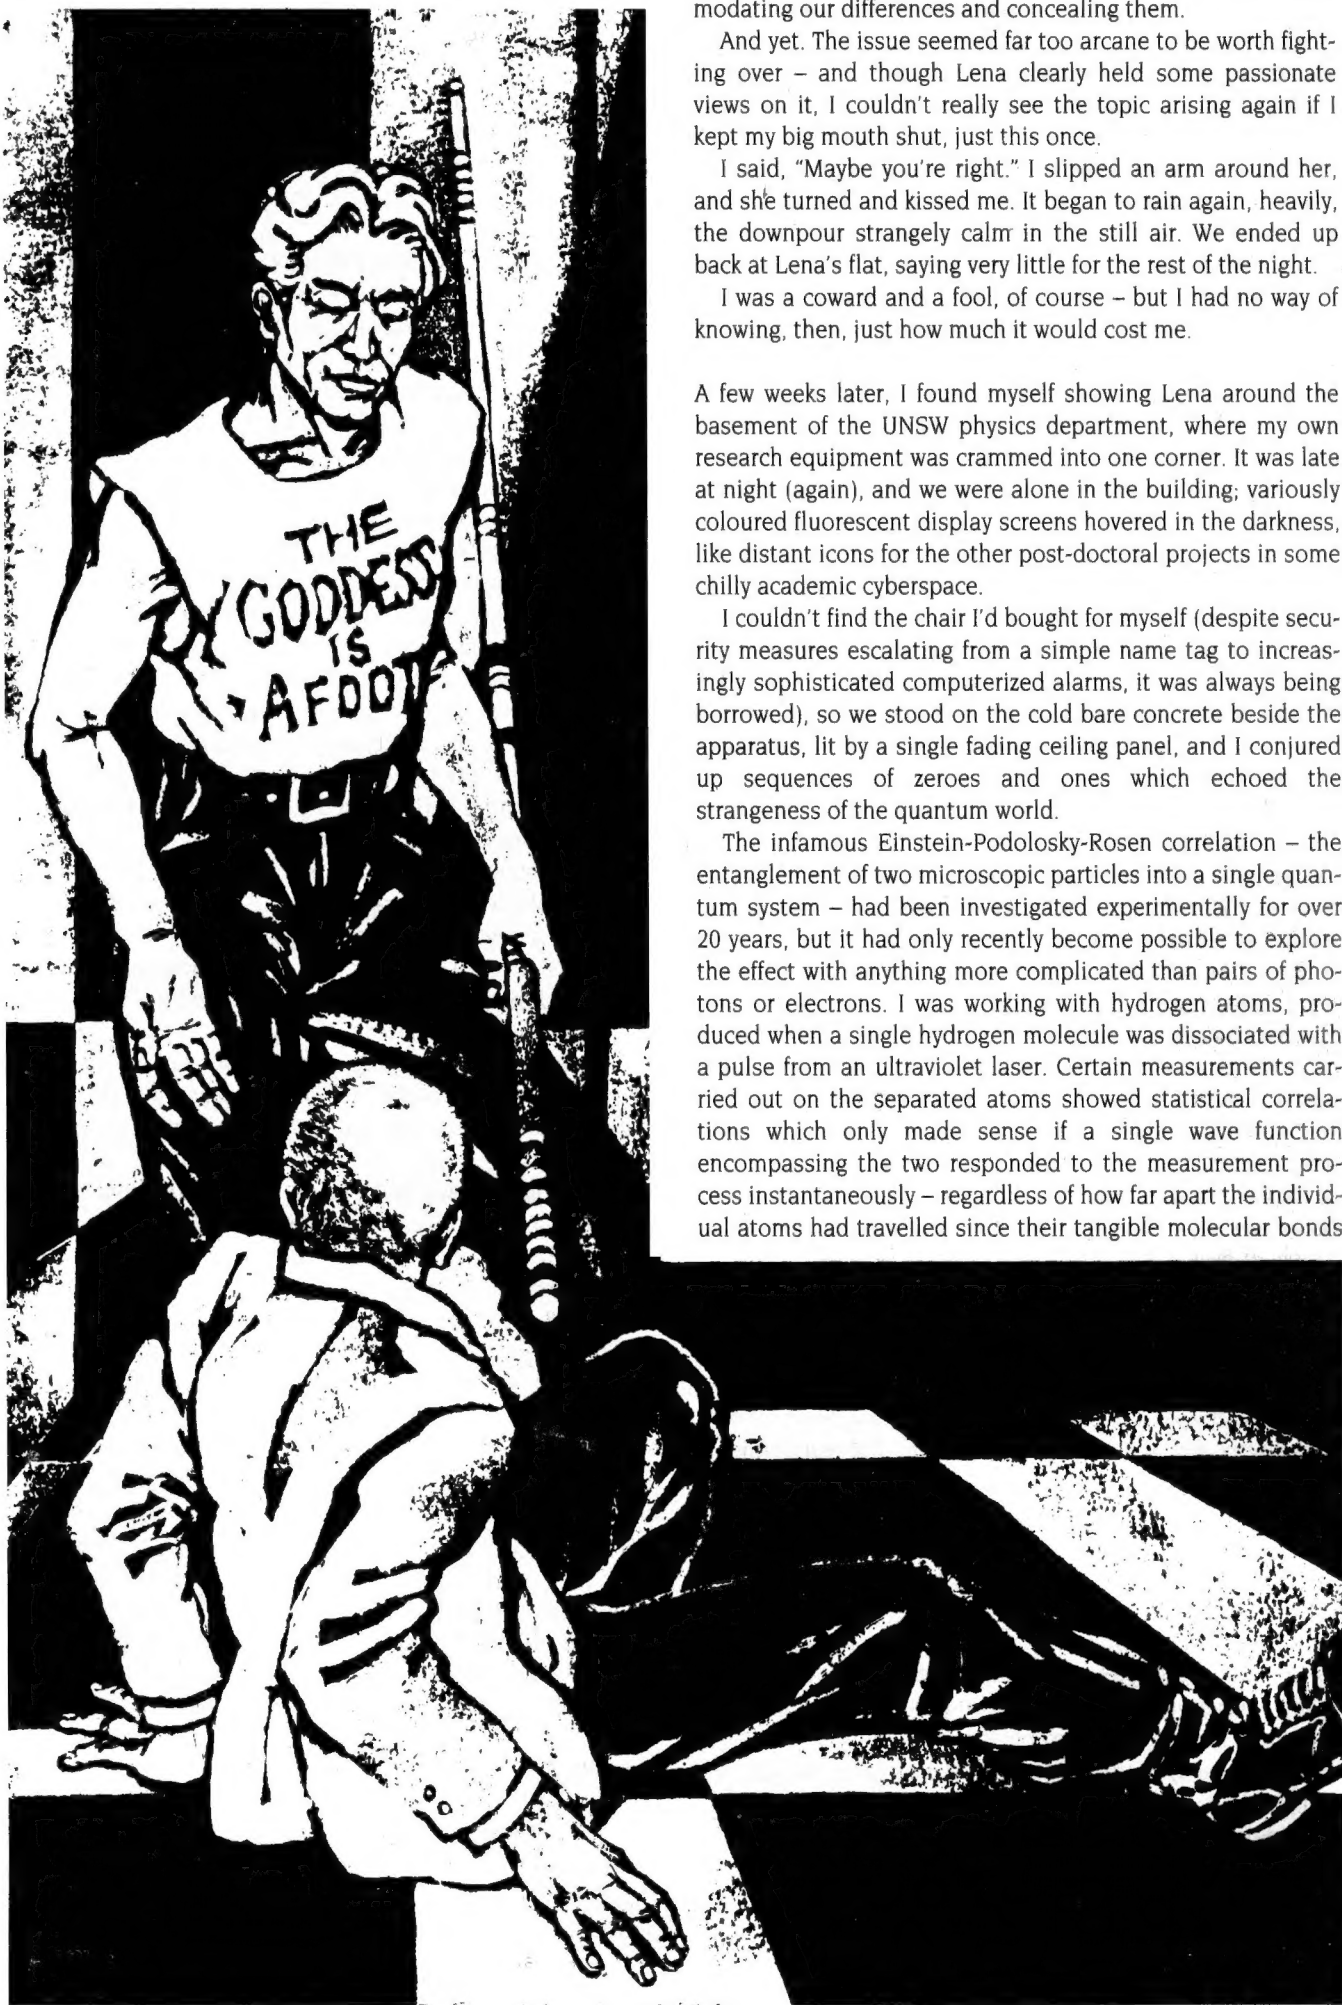 modating our differences and concealing them.
And yet. The issue seemed far too arcane to be worth fight-
ing over – and though Lena clearly held some passionate
views on it, I couldn't really see the topic arising again if I
kept my big mouth shut, just this once.
I said, "Maybe you're right." I slipped an arm around her,
and she turned and kissed me. It began to rain again, heavily,
the downpour strangely calm in the still air. We ended up
back at Lena's flat, saying very little for the rest of the night.
I was a coward and a fool, of course – but I had no way of
knowing, then, just how much it would cost me.
A few weeks later, I found myself showing Lena around the
basement of the UNSW physics department, where my own
research equipment was crammed into one corner. It was late
at night (again), and we were alone in the building; variously
coloured fluorescent display screens hovered in the darkness,
like distant icons for the other post-doctoral projects in some
chilly academic cyberspace.
I couldn't find the chair I'd bought for myself (despite secu-
rity measures escalating from a simple name tag to increas-
ingly sophisticated computerized alarms, it was always being
borrowed), so we stood on the cold bare concrete beside the
apparatus, lit by a single fading ceiling panel, and I conjured
up sequences of zeroes and ones which echoed the
strangeness of the quantum world.
The infamous Einstein-Podolosky-Rosen correlation – the
entanglement of two microscopic particles into a single quan-
tum system – had been investigated experimentally for over
20 years, but it had only recently become possible to explore
the effect with anything more complicated than pairs of pho-
tons or electrons. I was working with hydrogen atoms, pro-
duced when a single hydrogen molecule was dissociated with
a pulse from an ultraviolet laser. Certain measurements car-
ried out on the separated atoms showed statistical correla-
tions which only made sense if a single wave function
encompassing the two responded to the measurement pro-
cess instantaneously – regardless of how far apart the individ-
ual atoms had travelled since their tangible molecular bonds
THE
GODDESS
IS
AFOOT